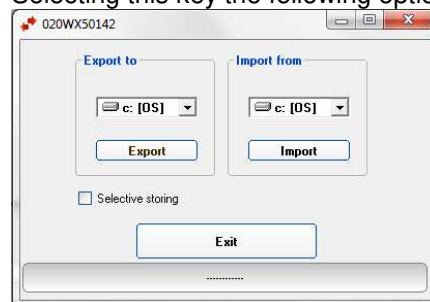 Selecting this key the following optio
020WX50142
Export to
Import from
c: [OS]
c: [OS]
Export
Import
Selective storing
Exit
------------